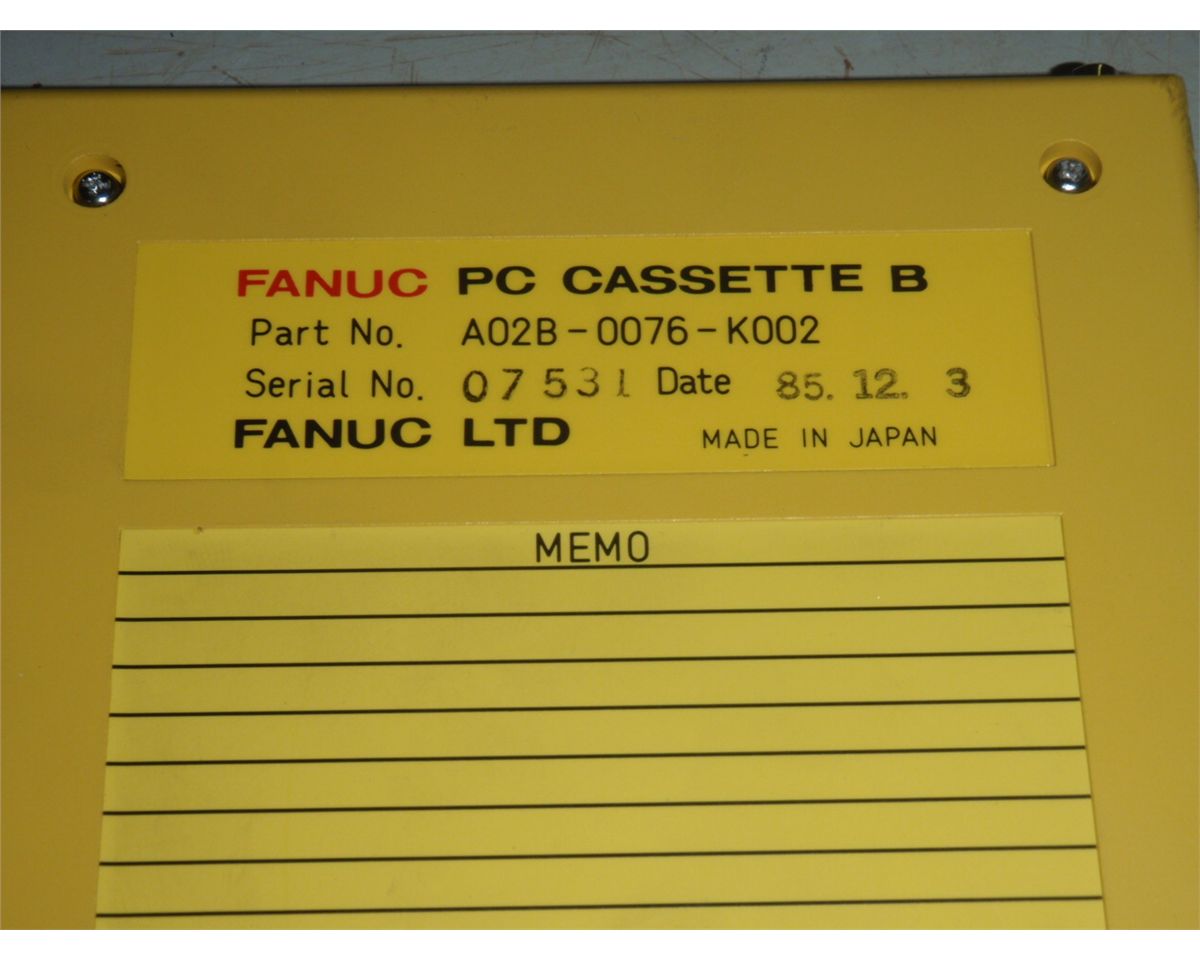 FANUC PC CASSETTE B
Part No. A02B-0076-K002
Serial No. 07531 Date 85.12. 3
FANUC LTD MADE IN JAPAN
MEMO